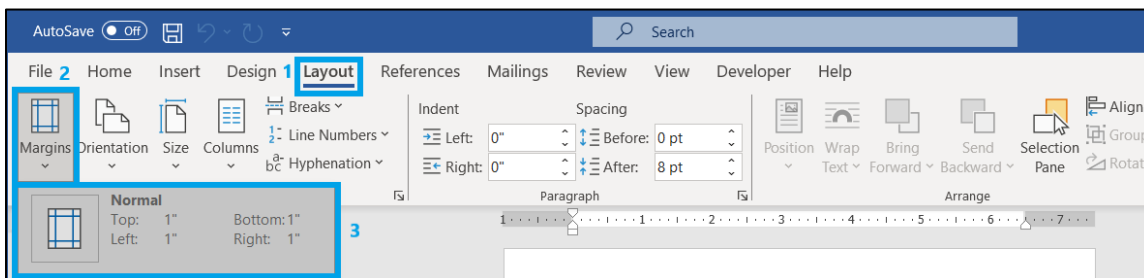 AutoSave Off Search
File 2 Home Insert Design 1 Layout References Mailings Review View Developer Help
Margins
Orientation
Size
Columns
Breaks
Line Numbers
Hyphenation
Indent
Left: 0"
Right: 0"
Spacing
Before: 0 pt
After: 8 pt
Paragraph
Position
Wrap
Text
Bring
Forward
Send
Backward
Selection
Pane
Align
Arrange
Normal
Top: 1" Bottom: 1"
Left: 1" Right: 1"
3
1 1 2 3 4 5 6 7